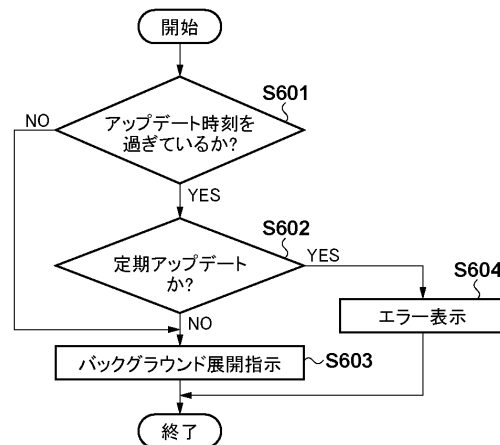 開始
S601
アップデート時刻を
過ぎているか?
NO
YES
S602
定期アップデート
か?
YES
NO
S604
エラー表示
バックグラウンド展開指示
S603
終了